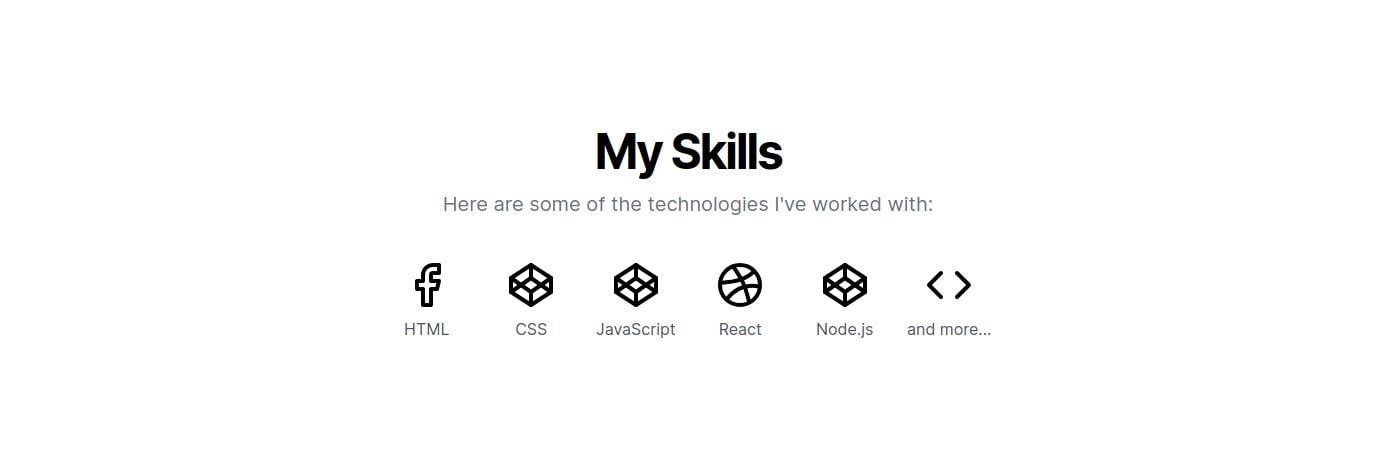 My Skills
Here are some of the technologies I've worked with:
HTML CSS JavaScript React Node.js and more...